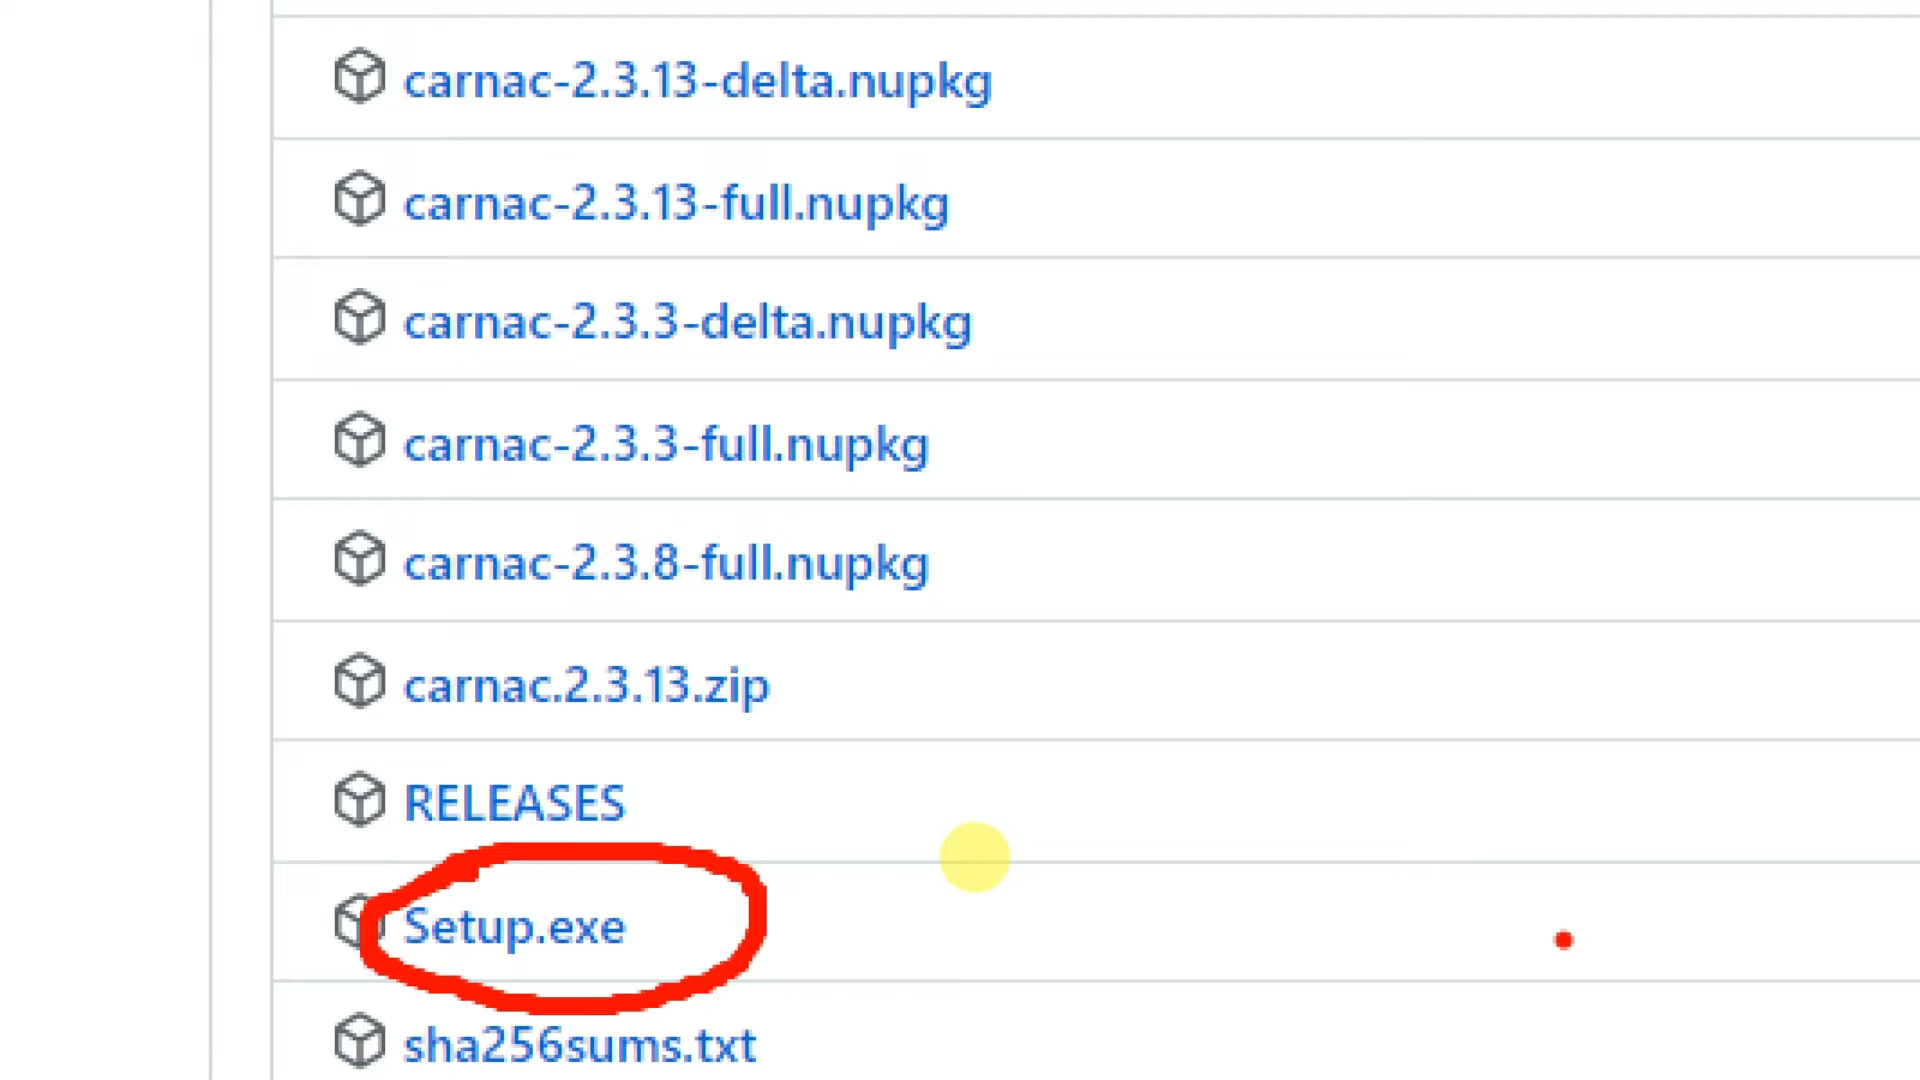 carnac-2.3.13-delta.nupkg
carnac-2.3.13-full.nupkg
carnac-2.3.3-delta.nupkg
carnac-2.3.3-full.nupkg
carnac-2.3.8-full.nupkg
carnac.2.3.13.zip
RELEASES
Setup.exe
sha256sums.txt